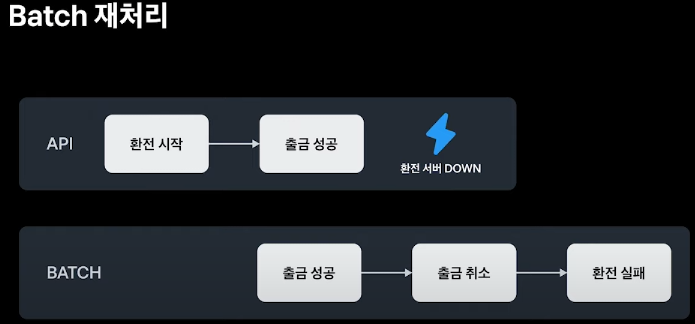 Batch 재처리
API
환전 시작
출금 성공
환전 서버 DOWN
BATCH
출금 성공
출금 취소
환전 실패